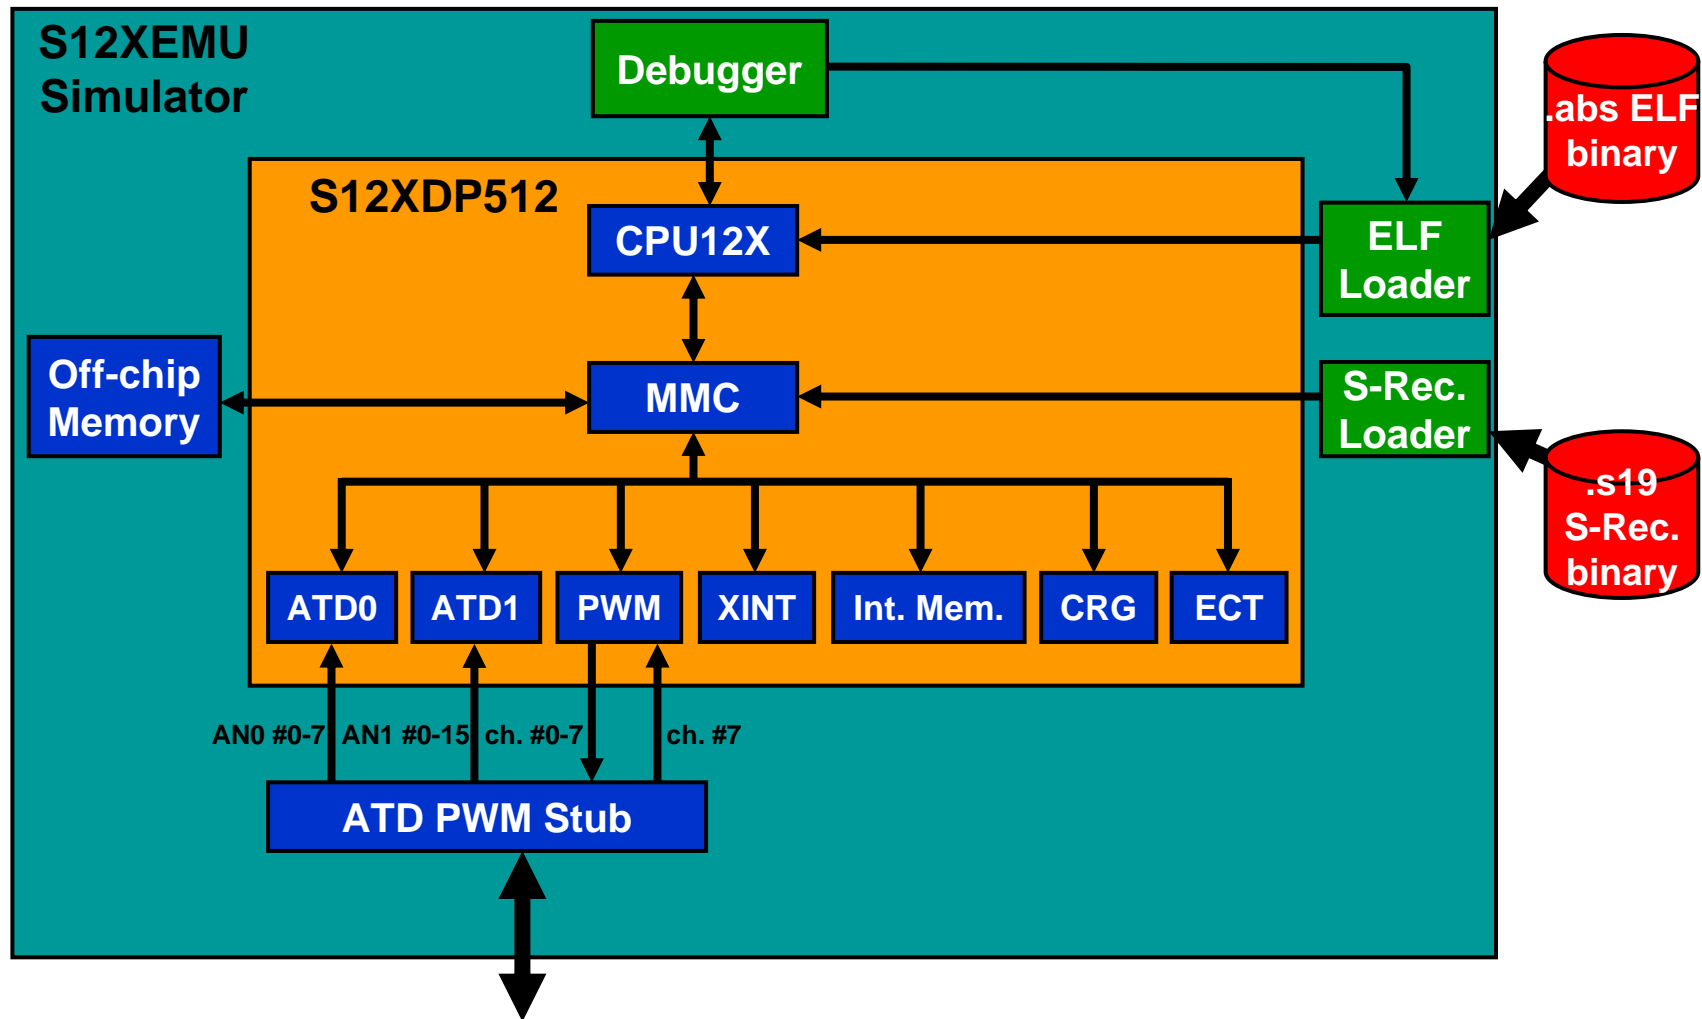 S12XEMU
Simulator
Debugger
.abs ELF
binary
S12XDP512
CPU12X
ELF
Loader
Off-chip
Memory
MMC
S-Rec.
Loader
.s19
S-Rec.
binary
ATD0
ATD1
PWM
XINT
Int. Mem.
CRG
ECT
AN0 #0-7
AN1 #0-15
ch. #0-7
ch. #7
ATD PWM Stub